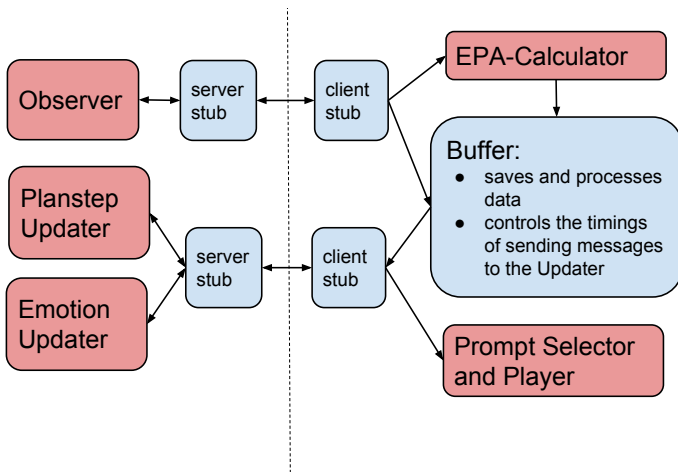 Observer
server
stub
client
stub
EPA-Calculator
Buffer:
● saves and processes
data
● controls the timings
of sending messages
to the Updater
Planstep
Updater
Emotion
Updater
server
stub
client
stub
Prompt Selector
and Player